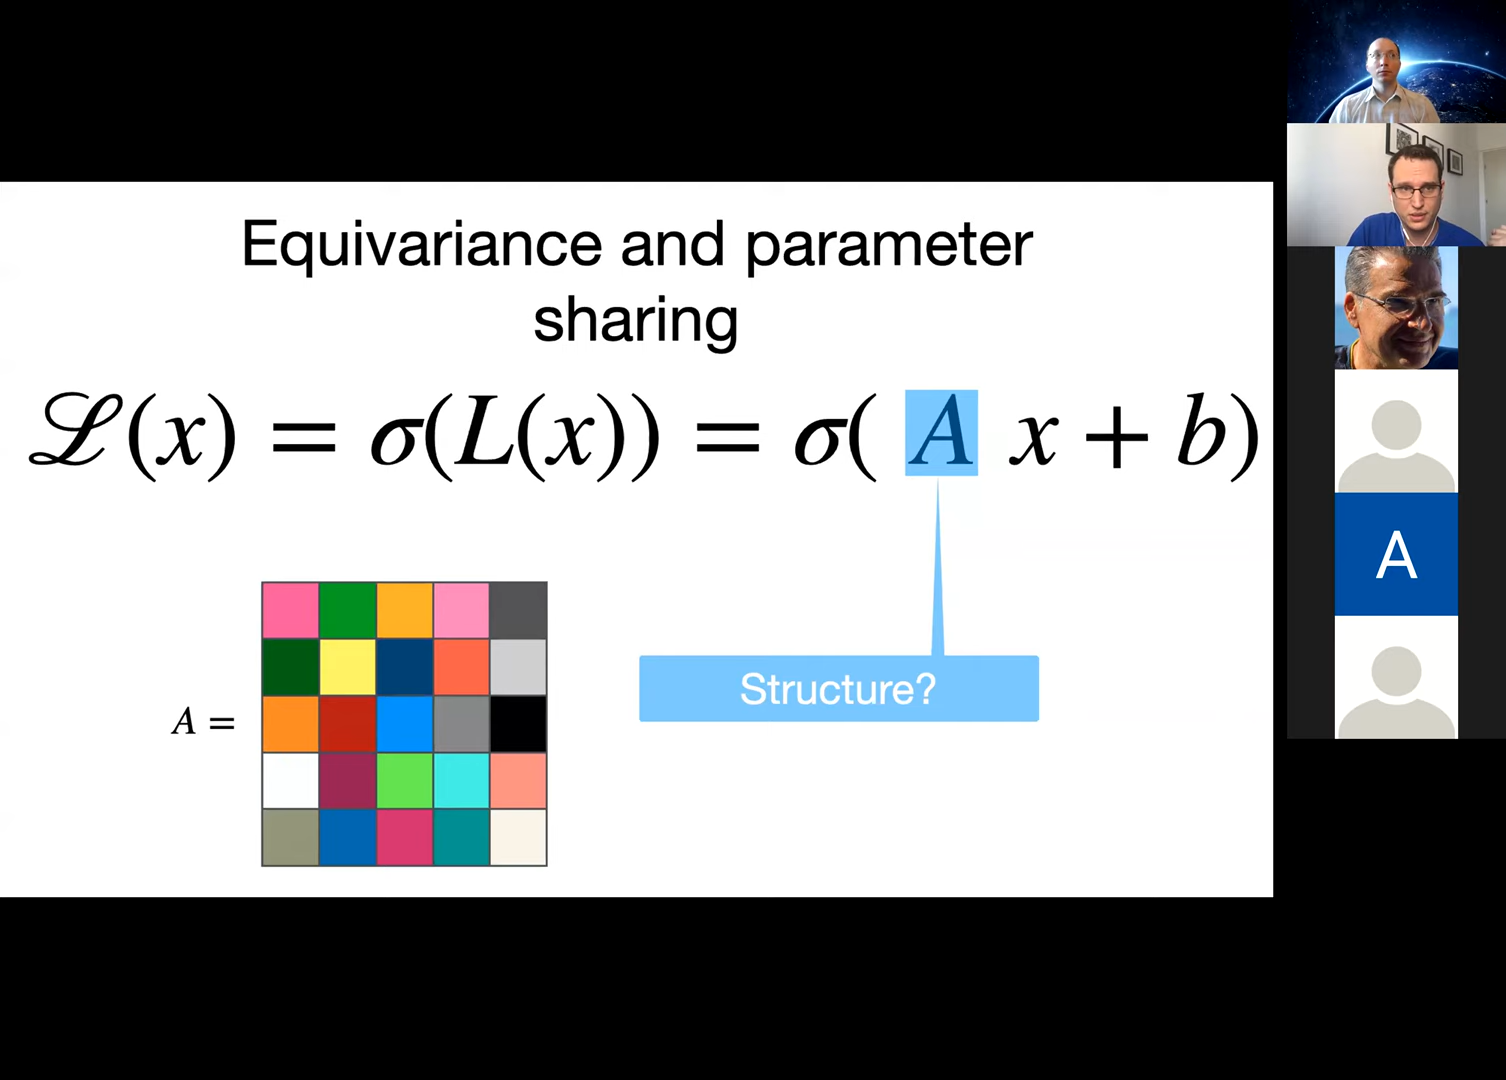 Equivariance and parameter
sharing
ℒ(x) = σ(L(x)) = σ( A x + b)
Structure?
A =
A